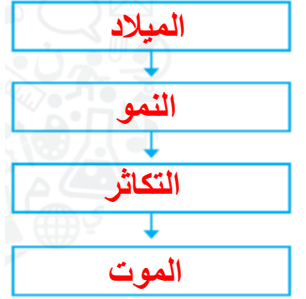 الميلاد
النمو
التكاثر
الموت